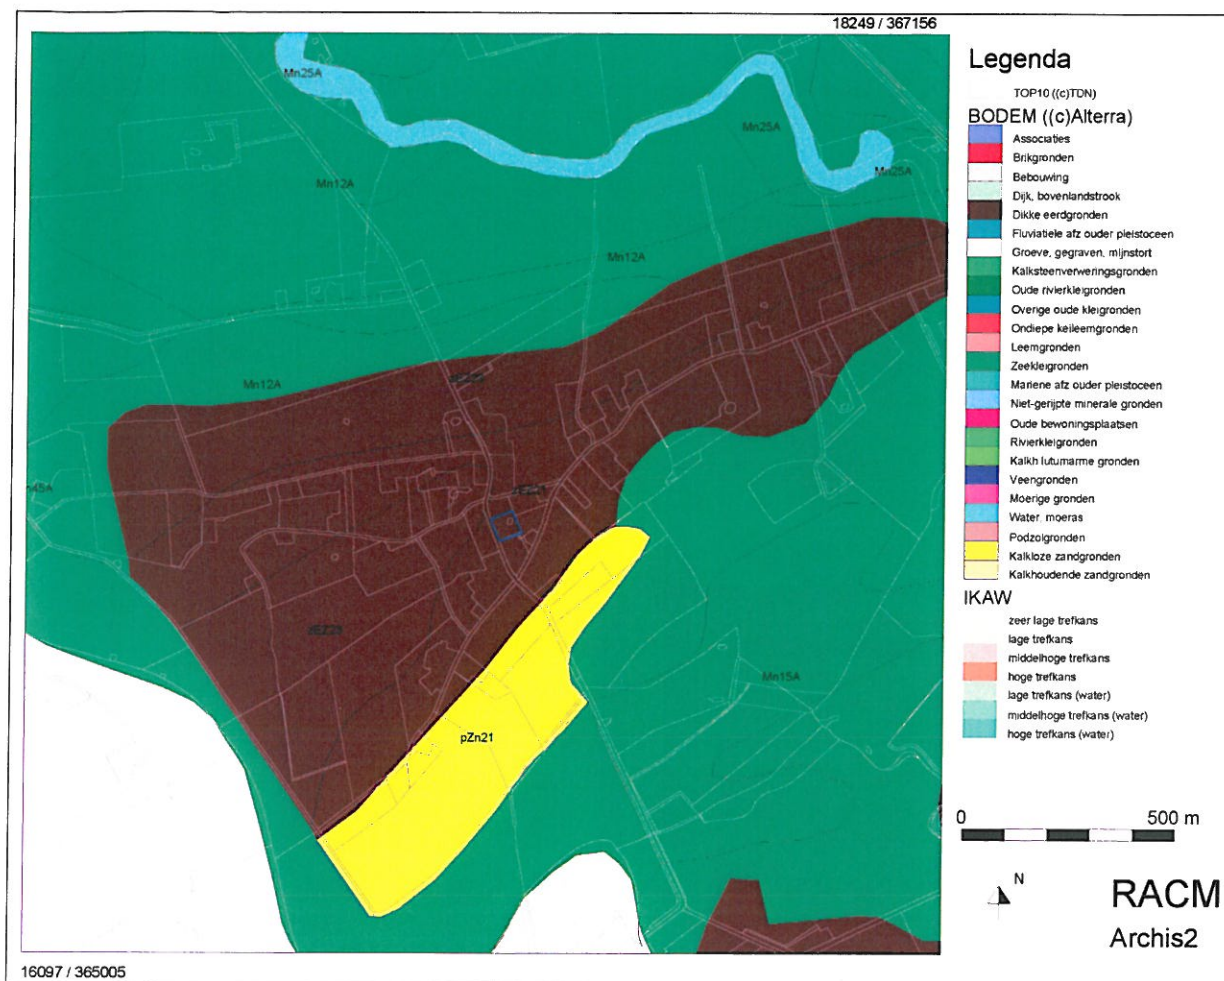 18249 / 367156
Mn25A
Mn25A
Mn25A
Mn12A
Mn12A
Mn12A
Mn15A
pZn21
16097 / 365005
Legenda
TOP10 ((c)TDN)
BODEM ((c)Alterra)
Associaties
Brikgronden
Bebouwing
Dijk, bovenlandstrook
Dikke eerdgronden
Fluviatiele afz ouder pleistoceen
Groeve, gegraven, mijnstort
Kalksteenverweringsgronden
Oude rivierkleigronden
Overige oude kleigronden
Ondiepe keileemgronden
Leemgronden
Zeekleigronden
Mariene afz ouder pleistoceen
Niet-gerijpte minerale gronden
Oude bewoningsplaatsen
Rivierkleigronden
Kalkh lutumarme gronden
Veengronden
Moerige gronden
Water, moeras
Podzolgronden
Kalkloze zandgronden
Kalkhoudende zandgronden
IKAW
zeer lage trefkans
lage trefkans
middelhoge trefkans
hoge trefkans
lage trefkans (water)
middelhoge trefkans (water)
hoge trefkans (water)
0 500 m
N
RACM
Archis2